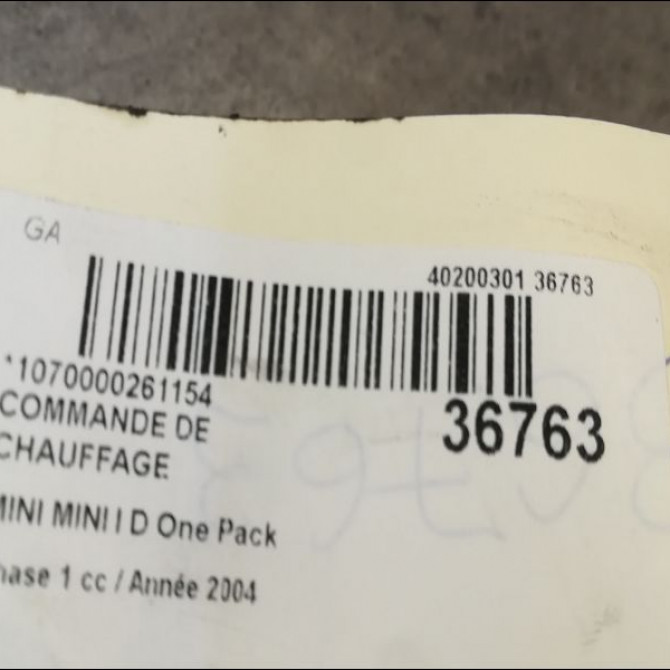 GA
40200301 36763
*1070000261154
36763
COMMANDE DE
CHAUFFAGE
MINI MINI I D One Pack
hase 1 cc / Année 2004